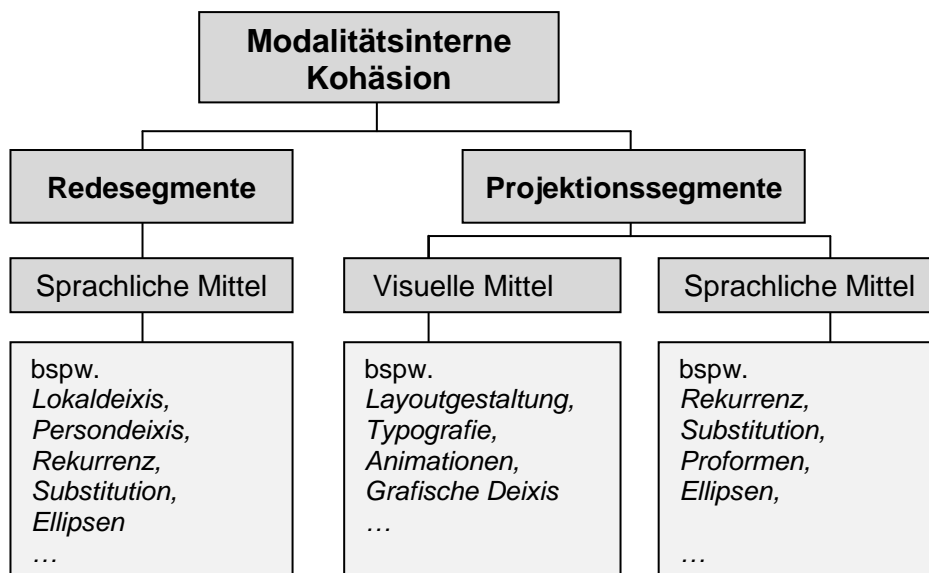 Modalitätsinterne
Kohäsion
Redesegmente
Projektionssegmente
Sprachliche Mittel
Visuelle Mittel
Sprachliche Mittel
bspw.
Lokaldeixis,
Persondeixis,
Rekurrenz,
Substitution,
Ellipsen
…
bspw.
Layoutgestaltung,
Typografie,
Animationen,
Grafische Deixis
…
bspw.
Rekurrenz,
Substitution,
Proformen,
Ellipsen,
…